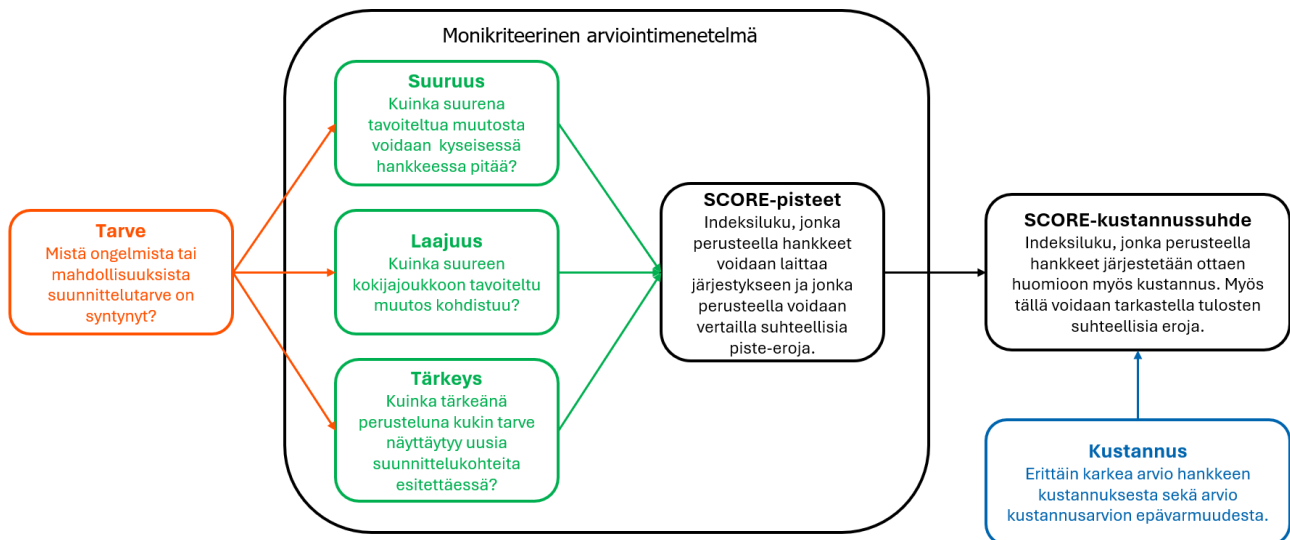 Monikriteerinen arviointimenetelmä
Tarve
Mistä ongelmista tai
mahdollisuuksista
suunnittelutarve on
syntynyt?
Suuruus
Kuinka suurena
tavoiteltua muutosta
voidaan kyseisessä
hankkeessa pitää?
Laajuus
Kuinka suureen
kokijajoukkoon tavoiteltu
muutos kohdistuu?
Tärkeys
Kuinka tärkeänä
perusteluna kukin tarve
näyttäytyy uusia
suunnittelukohteita
esitettäessä?
SCORE-pisteet
Indeksiluku, jonka
perusteella hankkeet
voidaan laittaa
järjestykseen ja jonka
perusteella voidaan
vertailla suhteellisia
piste-eroja.
SCORE-kustannussuhde
Indeksiluku, jonka perusteella
hankkeet järjestetään ottaen
huomioon myös kustannus. Myös
tällä voidaan tarkastella tulosten
suhteellisia eroja.
Kustannus
Erittäin karkea arvio hankkeen
kustannuksesta sekä arvio
kustannusarvion epävarmuudesta.